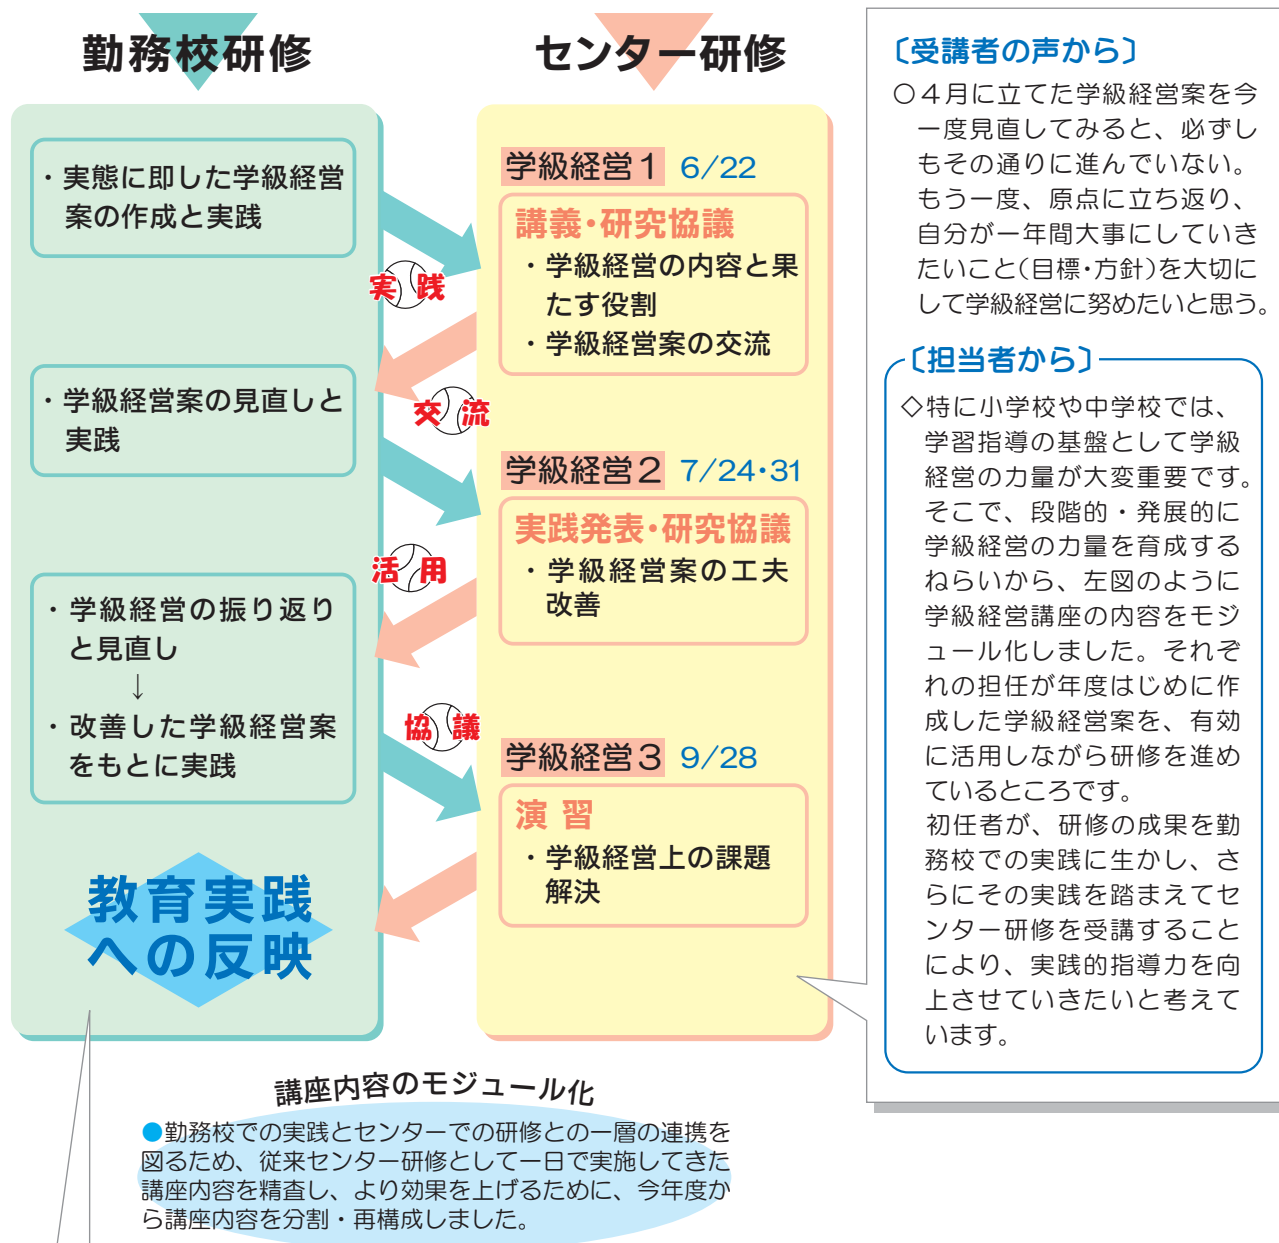 勤務校研修
・実態に即した学級経営
案の作成と実践
・学級経営案の見直しと
実践
・学級経営の振り返り
と見直し
↓
・改善した学級経営案
をもとに実践
教育実践
への反映
実践
交流
活用
協議
センター研修
学級経営1 6/22
講義・研究協議
・学級経営の内容と果
たす役割
・学級経営案の交流
学級経営2 7/24・31
実践発表・研究協議
・学級経営案の工夫
改善
学級経営3 9/28
演習
・学級経営上の課題
解決
〔受講者の声から〕
○4月に立てた学級経営案を今
一度見直してみると、必ずし
もその通りに進んでいない。
もう一度、原点に立ち返り、
自分が一年間大事にしていき
たいこと(目標・方針)を大切に
して学級経営に努めたいと思う。
〔担当者から〕
◇特に小学校や中学校では、
学習指導の基盤として学級
経営の力量が大変重要です。
そこで、段階的・発展的に
学級経営の力量を育成する
ねらいから、左図のように
学級経営講座の内容をモジ
ュール化しました。それぞ
れの担任が年度はじめに作
成した学級経営案を、有効
に活用しながら研修を進め
ているところです。
初任者が、研修の成果を勤
務校での実践に生かし、さ
らにその実践を踏まえてセ
ンター研修を受講すること
により、実践的指導力を向
上させていきたいと考えて
います。
講座内容のモジュール化
●勤務校での実践とセンターでの研修との一層の連携を
図るため、従来センター研修として一日で実施してきた
講座内容を精査し、より効果を上げるために、今年度か
ら講座内容を分割・再構成しました。